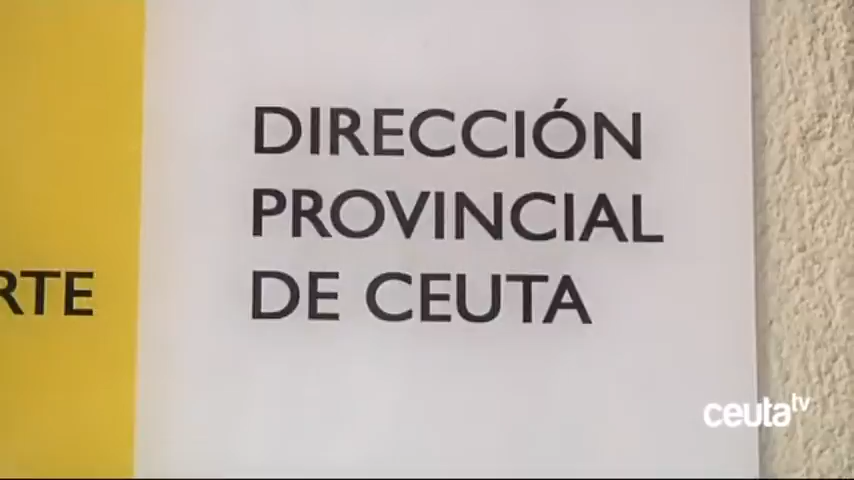 DIRECCIÓN
PROVINCIAL
DE CEUTA
RTE
ceuta tv